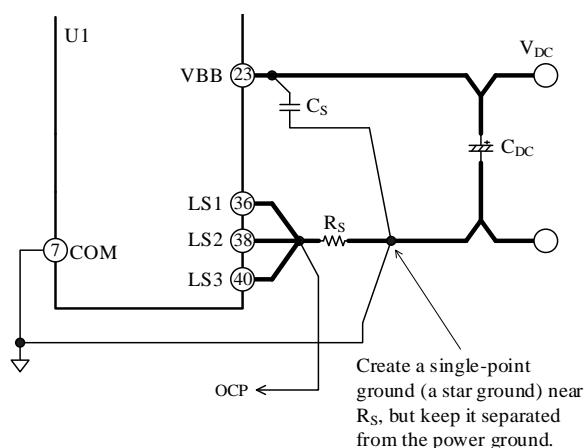 U1
VBB
23
V_DC
C_S
C_DC
LS1
36
R_S
LS2
38
7
COM
LS3
40
OCP
Create a single-point
ground (a star ground) near
R_S, but keep it separated
from the power ground.